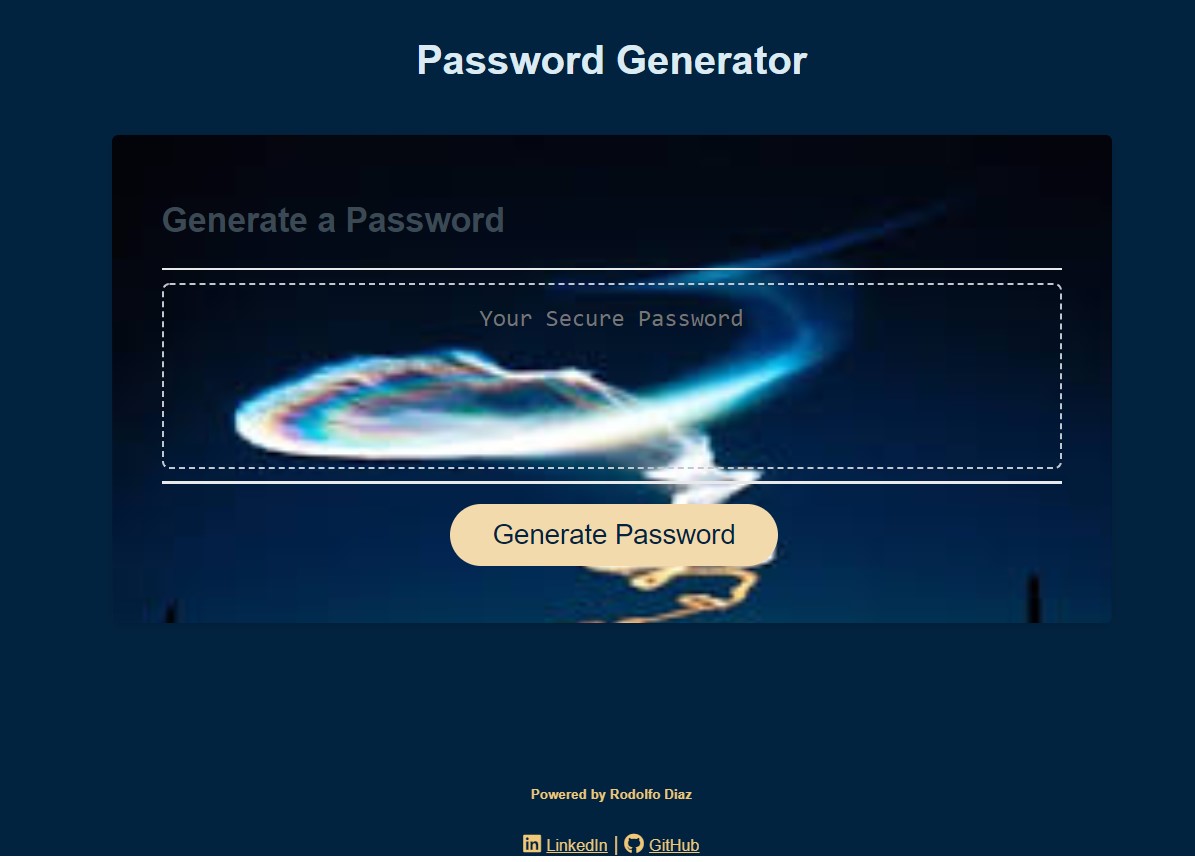 Password Generator
Generate a Password
Your Secure Password
Generate Password
Powered by Rodolfo Diaz
LinkedIn | GitHub